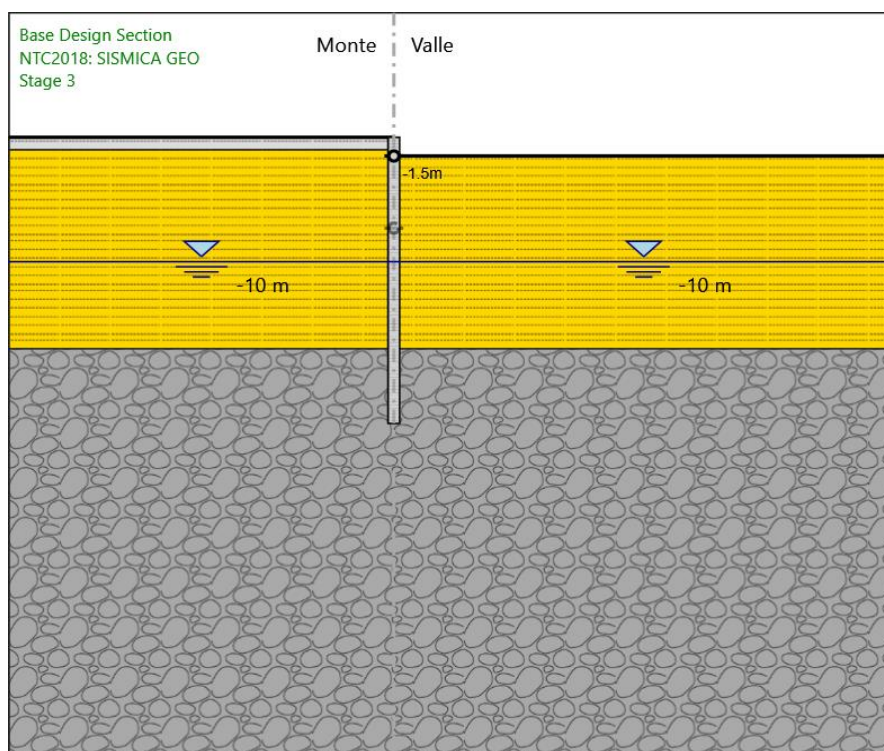 Base Design Section
NTC2018: SISMICA GEO
Stage 3
Monte Valle
-1.5m
-10 m -10 m